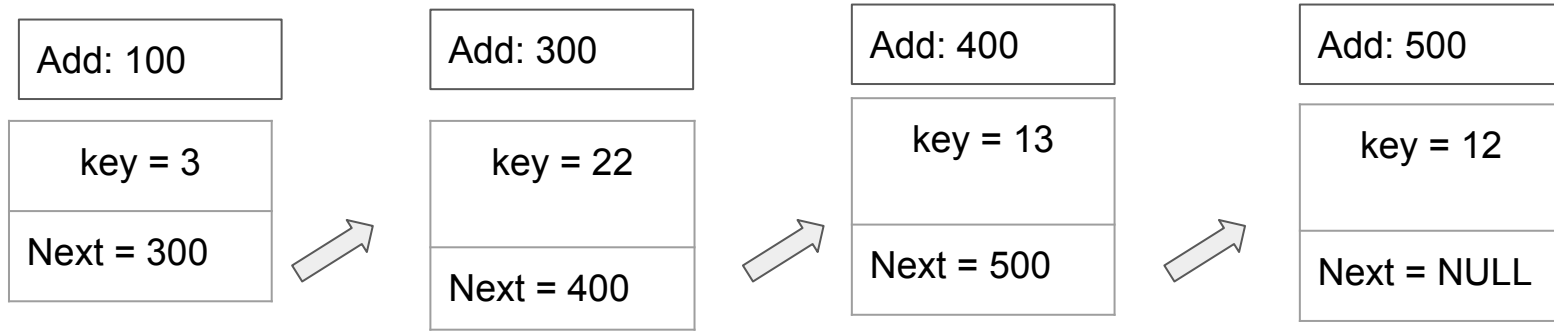 Add: 100
key = 3
Next = 300
Add: 300
key = 22
Next = 400
Add: 400
key = 13
Next = 500
Add: 500
key = 12
Next = NULL